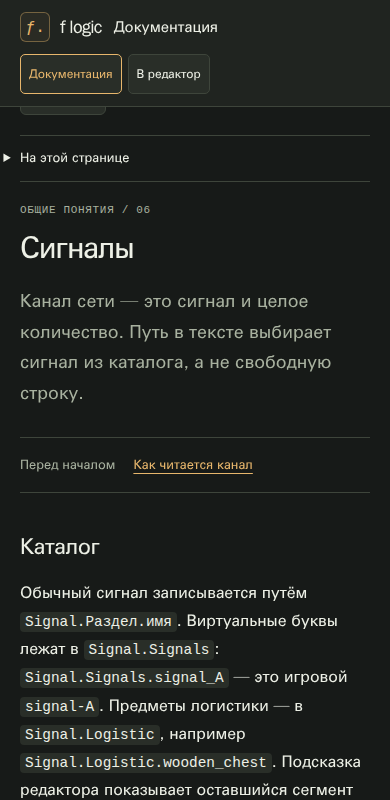 ƒ. f logic Документация
Документация В редактор
На этой странице
ОБЩИЕ ПОНЯТИЯ / 06
Сигналы
Канал сети — это сигнал и целое
количество. Путь в тексте выбирает
сигнал из каталога, а не свободную
строку.
Перед началом Как читается канал
Каталог
Обычный сигнал записывается путём
Signal.Раздел.имя. Виртуальные буквы
лежат в Signal.Signals:
Signal.Signals.signal_A — это игровой
signal-A. Предметы логистики — в
Signal.Logistic, например
Signal.Logistic.wooden_chest. Подсказка
редактора показывает оставшийся сегмент